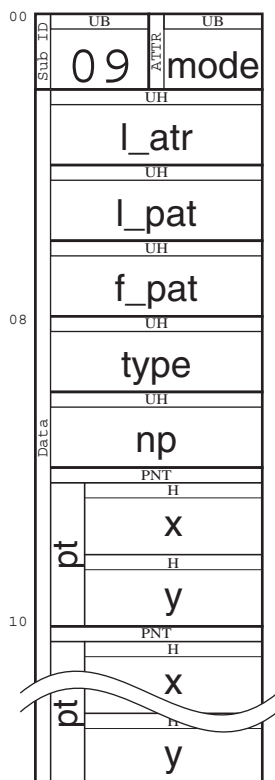 00
UB UB
Sub ID 09 ATTR mode
UH
l_atr
UH
l_pat
UH
f_pat
08
UH
type
UH
Data
np
PNT
H
pt x
H
y
10
PNT
H
pt x
H
y